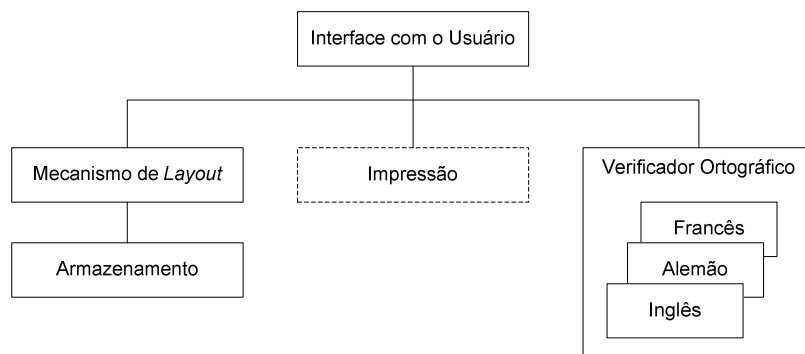 Interface com o Usuário
Mecanismo de Layout
Impressão
Verificador Ortográfico
Armazenamento
Francês
Alemão
Inglês